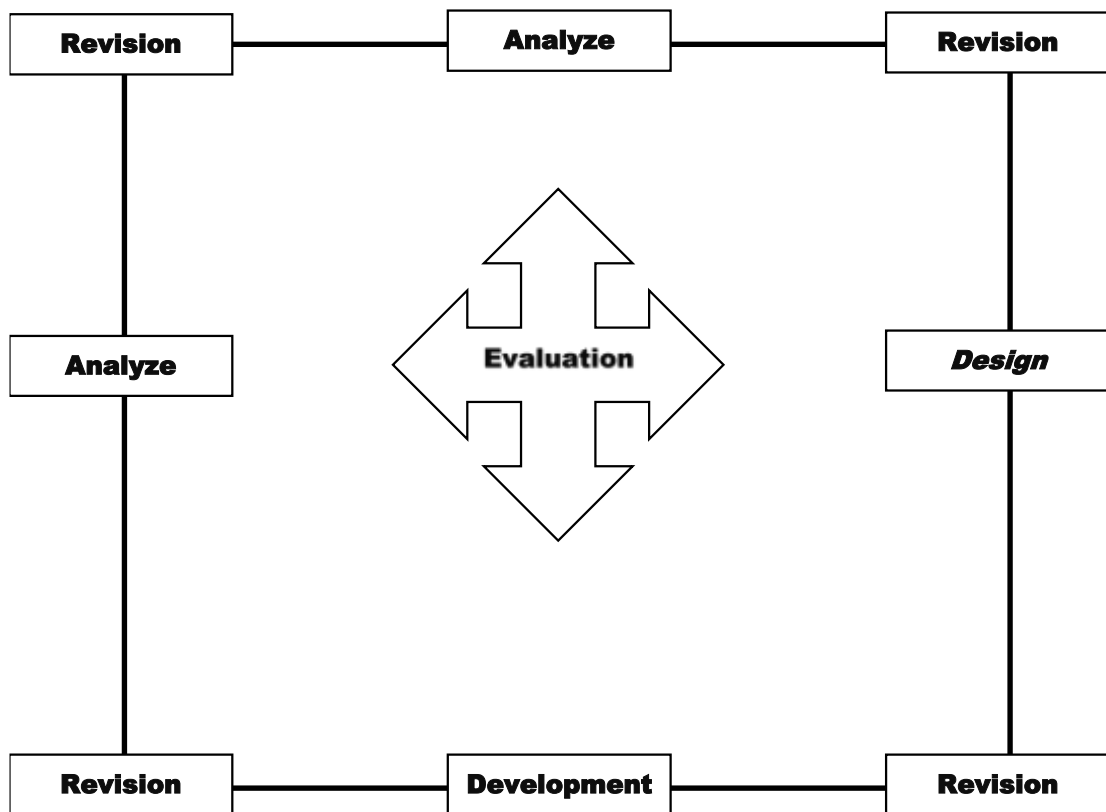 Revision
Analyze
Revision
Analyze
Evaluation
Design
Revision
Development
Revision